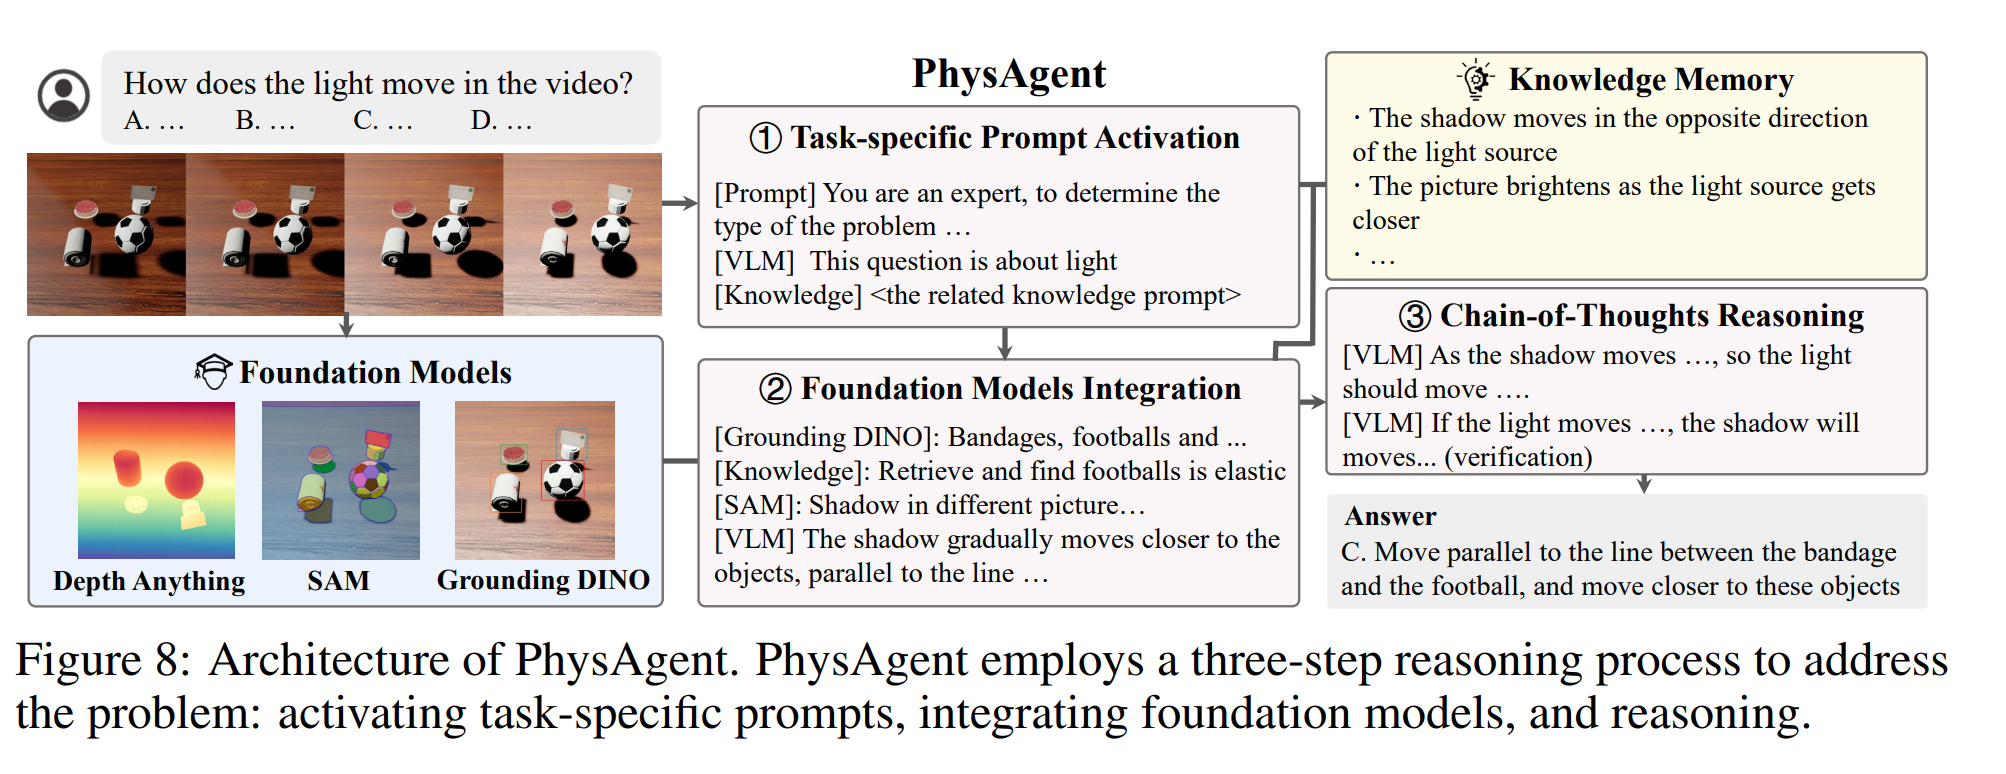 How does the light move in the video?
A. … B. … C. … D. …
Foundation Models
Depth Anything SAM Grounding DINO
PhysAgent
① Task-specific Prompt Activation
[Prompt] You are an expert, to determine the
type of the problem …
[VLM] This question is about light
[Knowledge] <the related knowledge prompt>
② Foundation Models Integration
[Grounding DINO]: Bandages, footballs and ...
[Knowledge]: Retrieve and find footballs is elastic
[SAM]: Shadow in different picture…
[VLM] The shadow gradually moves closer to the
objects, parallel to the line …
Knowledge Memory
· The shadow moves in the opposite direction
of the light source
· The picture brightens as the light source gets
closer
· …
③ Chain-of-Thoughts Reasoning
[VLM] As the shadow moves …, so the light
should move ….
[VLM] If the light moves …, the shadow will
moves... (verification)
Answer
C. Move parallel to the line between the bandage
and the football, and move closer to these objects
Figure 8: Architecture of PhysAgent. PhysAgent employs a three-step reasoning process to address
the problem: activating task-specific prompts, integrating foundation models, and reasoning.